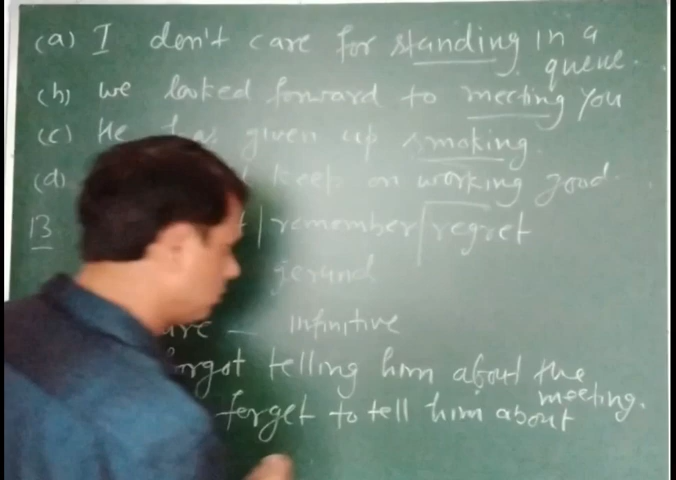 (a) I don't care for standing in a
queue.
(b) We looked forward to meeting you
(c) He has given up smoking.
(d) keep on working good.
13 | remember | regret
gerund
Infinitive
forgot telling him about the
meeting.
forget to tell him about